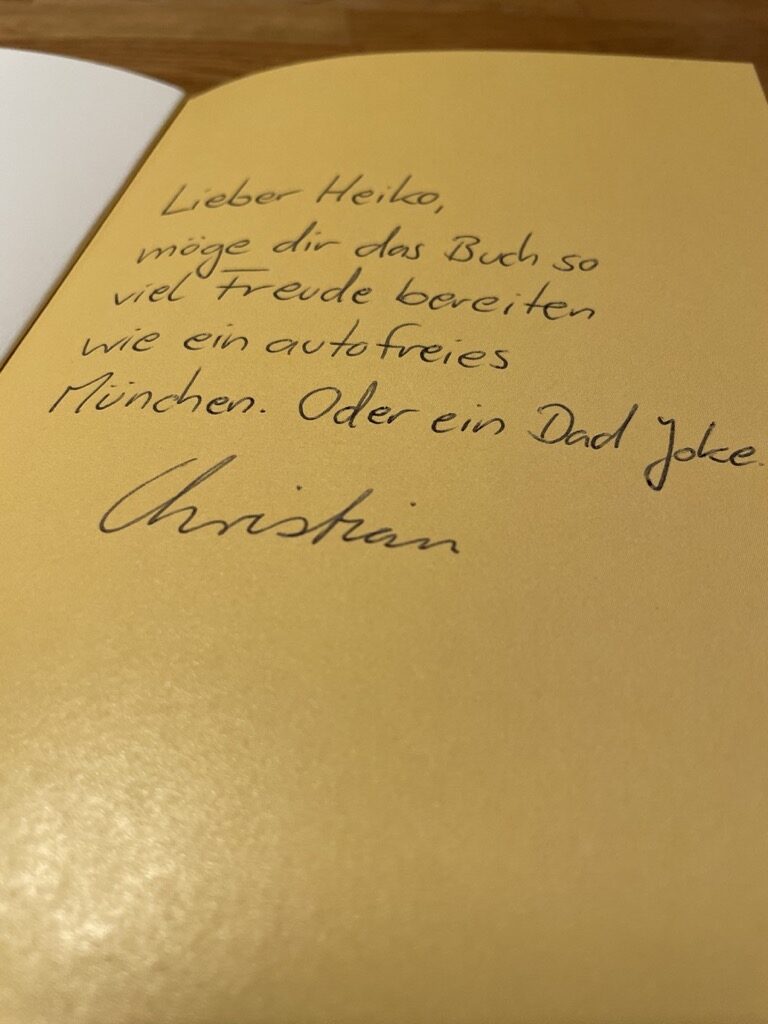 Lieber Heiko,
möge dir das Buch so
viel Freude bereiten
wie ein autofreies
München. Oder ein Dad Joke.
Christian